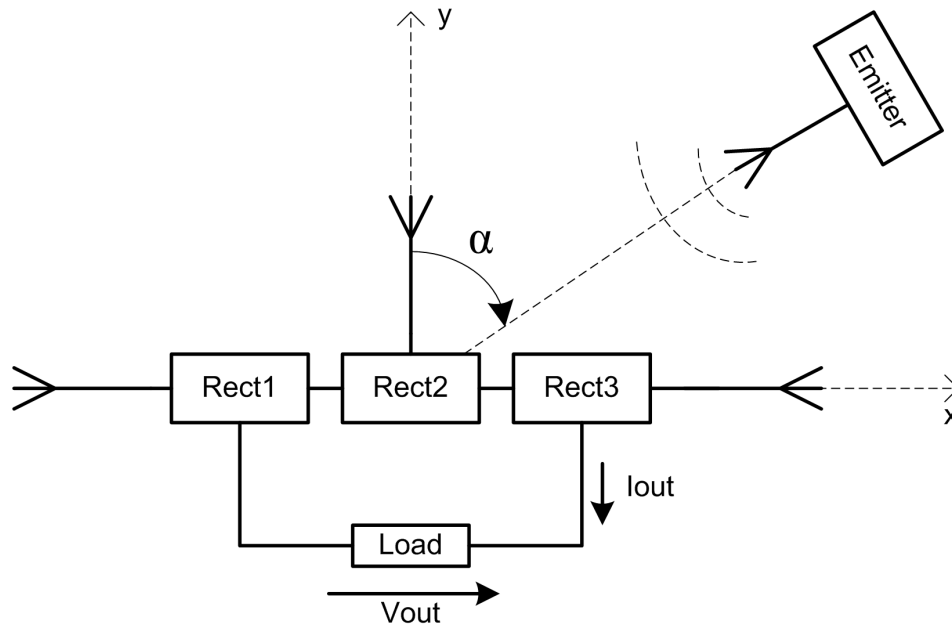 y
Emitter
α
Rect1
Rect2
Rect3
x
Iout
Load
Vout